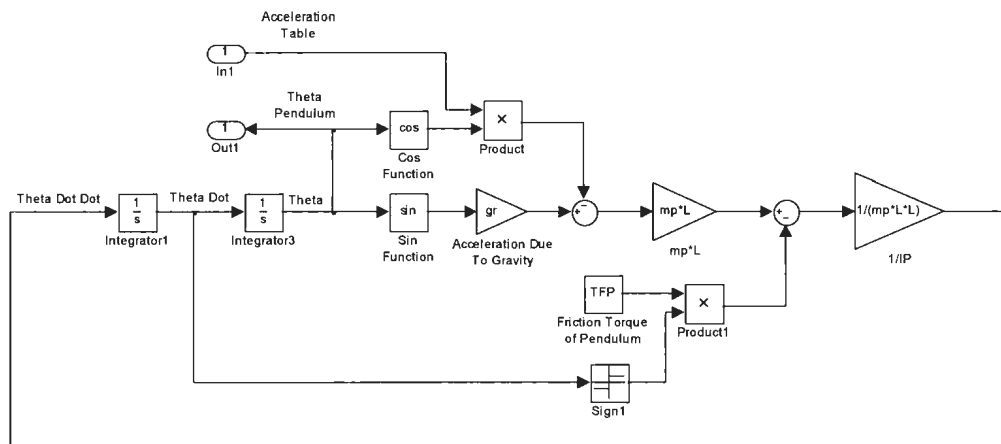 Acceleration
Table
1
In1
Theta
Pendulum
1
Out1
cos
Cos
Function
×
Product
Theta Dot Dot
1
s
Integrator1
Theta Dot
1
s
Integrator3
Theta
sin
Sin
Function
gr
Acceleration Due
To Gravity
+
−
mp*L
mp*L
+
−
1/(mp*L*L)
1/IP
TFP
Friction Torque
of Pendulum
×
Product1
Sign1